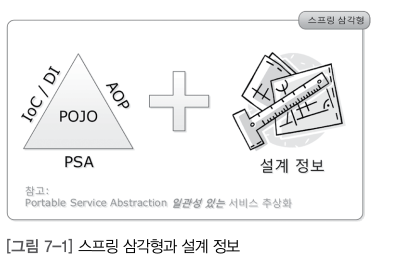 스프링 삼각형
IoC / DI
AOP
POJO
PSA
설계 정보
참고:
Portable Service Abstraction 일관성 있는 서비스 추상화
[그림 7-1] 스프링 삼각형과 설계 정보